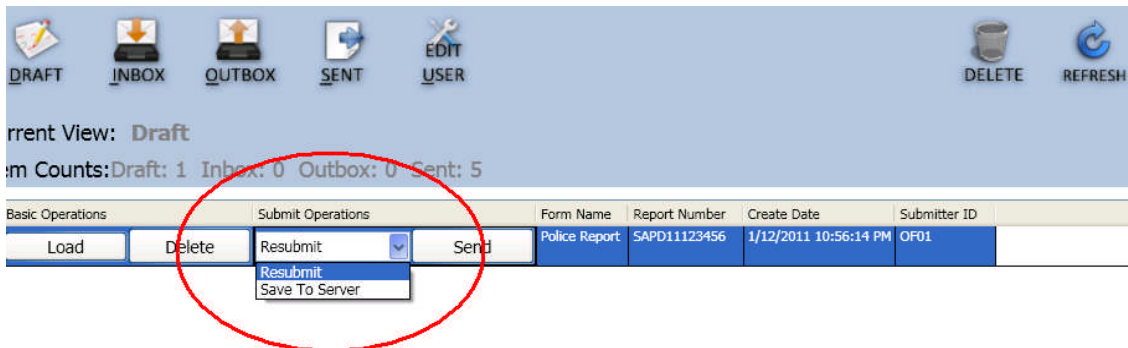 DRAFT INBOX OUTBOX SENT EDIT USER DELETE REFRESH
rrent View: Draft
em Counts:Draft: 1 Inbox: 0 Outbox: 0 Sent: 5
Basic Operations Submit Operations Form Name Report Number Create Date Submitter ID
Load Delete Resubmit Send Police Report SAPD11123456 1/12/2011 10:56:14 PM OF01
Resubmit
Save To Server